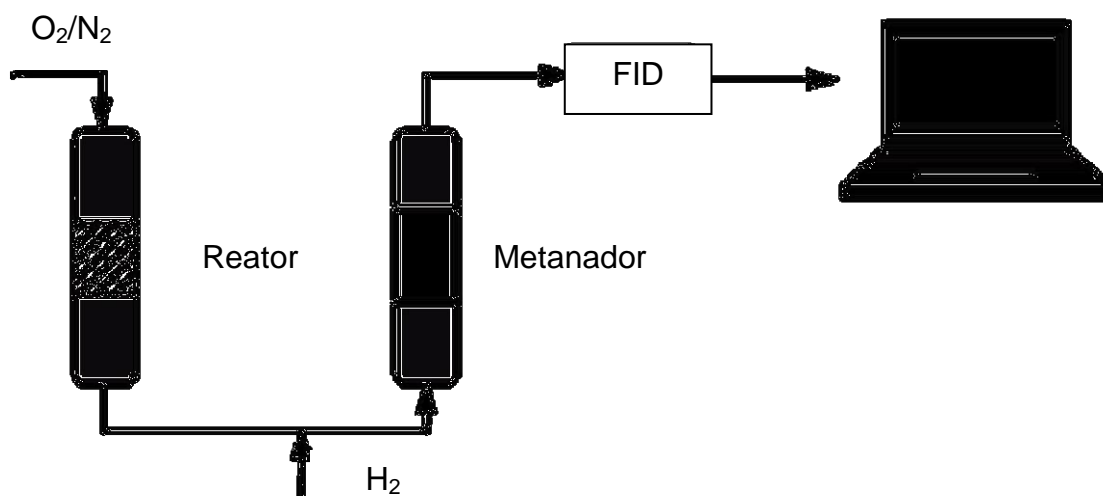 O₂/N₂
FID
Reator
Metanador
H₂